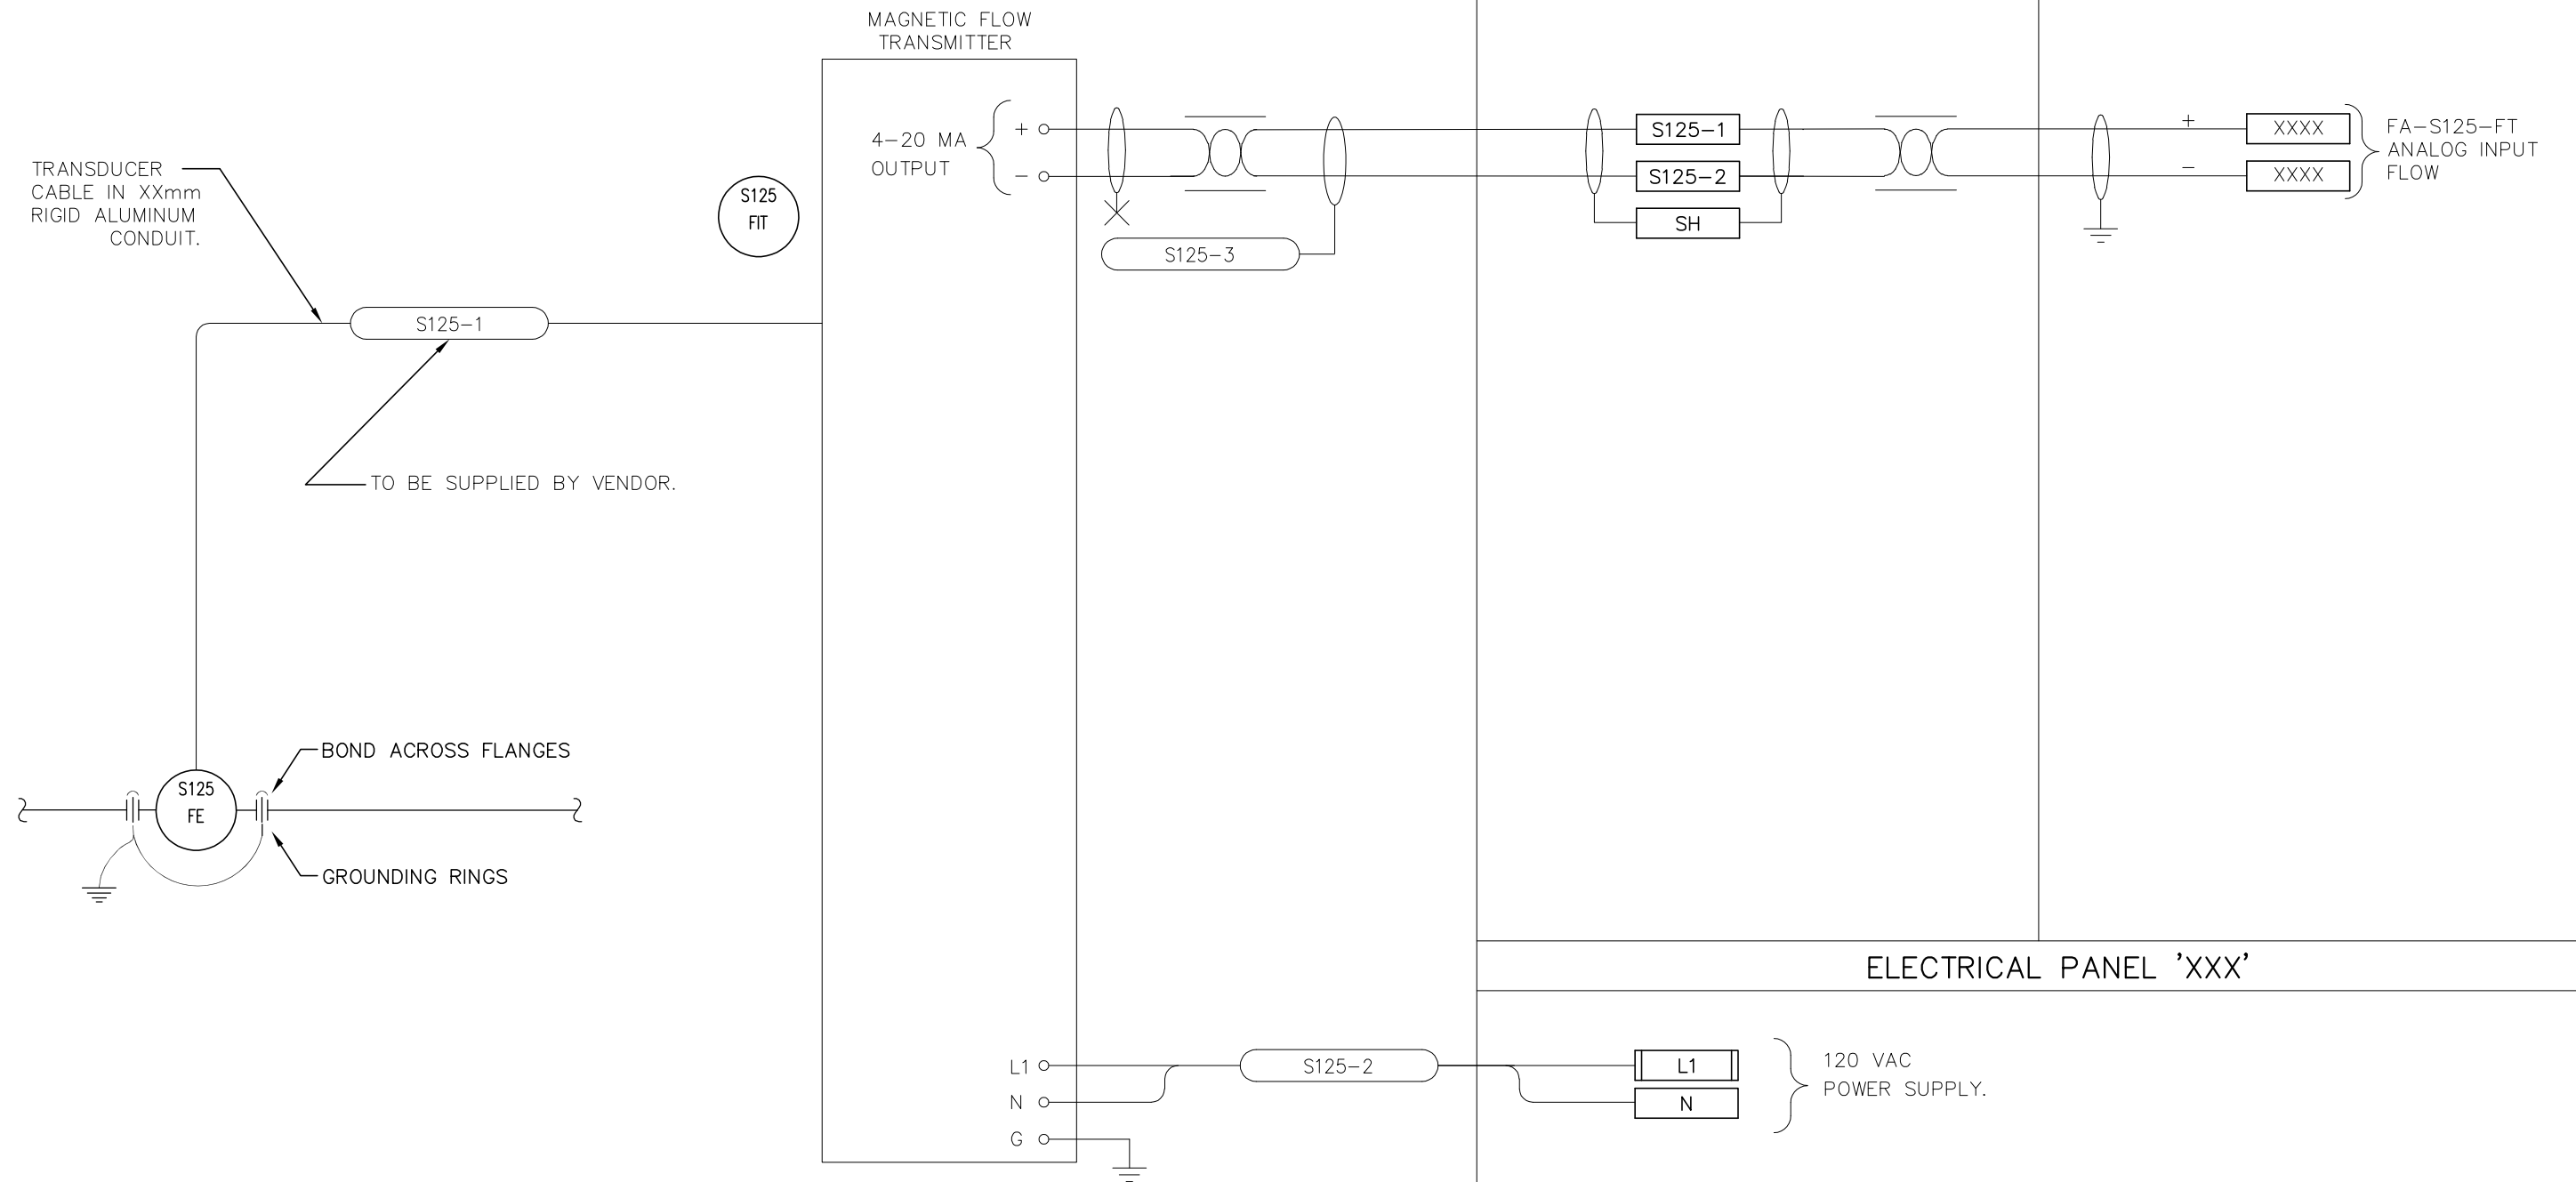 MAGNETIC FLOW
TRANSMITTER
4-20 MA
OUTPUT
+
−
S125-1
S125-2
SH
+
−
XXXX
XXXX
FA-S125-FT
ANALOG INPUT
FLOW
TRANSDUCER
CABLE IN XXmm
RIGID ALUMINUM
CONDUIT.
S125
FIT
S125-3
S125-1
TO BE SUPPLIED BY VENDOR.
BOND ACROSS FLANGES
S125
FE
GROUNDING RINGS
ELECTRICAL PANEL 'XXX'
L1
N
G
S125-2
L1
N
120 VAC
POWER SUPPLY.